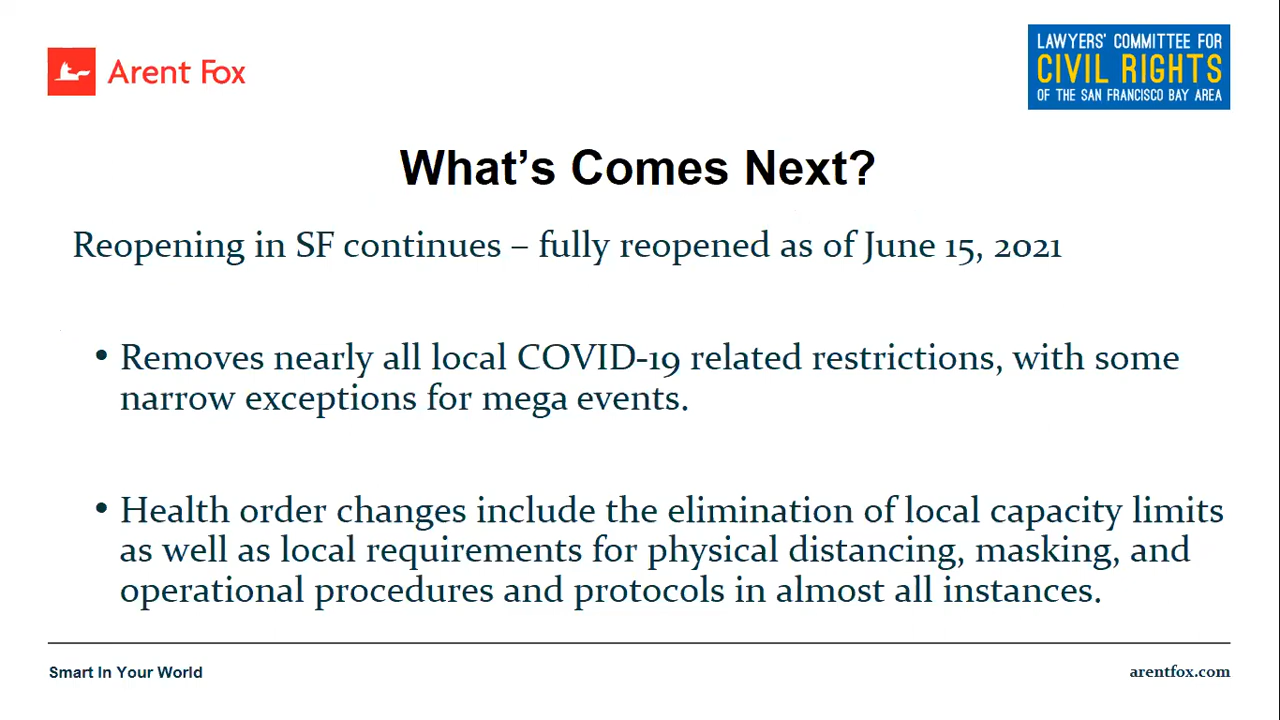 Arent Fox
LAWYERS' COMMITTEE FOR
CIVIL RIGHTS
OF THE SAN FRANCISCO BAY AREA
What's Comes Next?
Reopening in SF continues – fully reopened as of June 15, 2021
• Removes nearly all local COVID-19 related restrictions, with some
narrow exceptions for mega events.
• Health order changes include the elimination of local capacity limits
as well as local requirements for physical distancing, masking, and
operational procedures and protocols in almost all instances.
Smart In Your World
arentfox.com